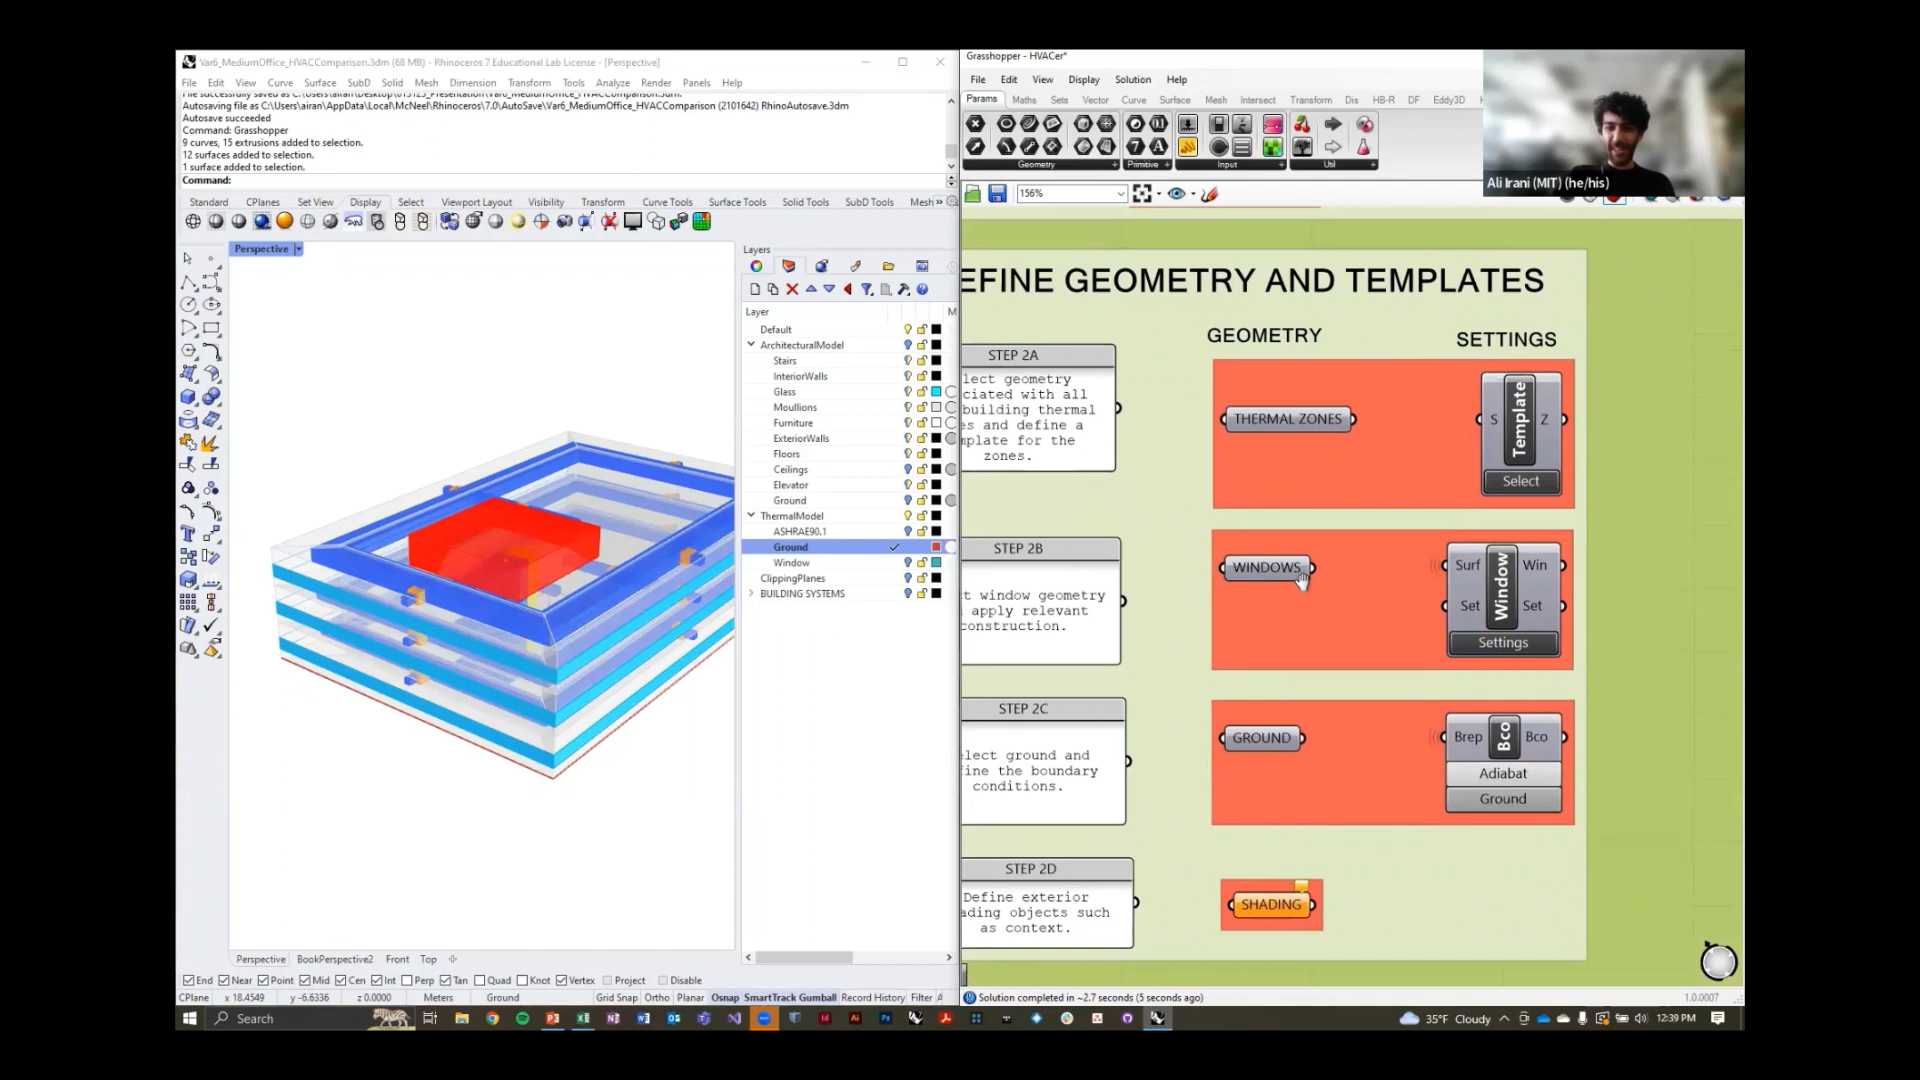 Var6_MediumOffice_HVACComparison.3dm (68 MB) - Rhinoceros 7 Educational Lab License - [Perspective]
File Edit View Curve Surface SubD Solid Mesh Dimension Transform Tools Analyze Render Panels Help
Autosaving file as C:\Users\airan\AppData\Local\McNeel\Rhinoceros\7.0\AutoSave\Var6_MediumOffice_HVACComparison (2101642) RhinoAutosave.3dm
Autosave succeeded
Command: Grasshopper
9 curves, 15 extrusions added to selection.
12 surfaces added to selection.
1 surface added to selection.
Command:
Standard CPlanes Set View Display Select Viewport Layout Visibility Transform Curve Tools Surface Tools Solid Tools SubD Tools Mesh »
Perspective
Layers
Layer M
Default
ArchitecturalModel
Stairs
InteriorWalls
Glass
Moullions
Furniture
ExteriorWalls
Floors
Ceilings
Elevator
Ground
ThermalModel
ASHRAE90.1
Ground
Window
ClippingPlanes
BUILDING SYSTEMS
Perspective BookPerspective2 Front Top
End Near Point Mid Cen Int Perp Tan Quad Knot Vertex Project Disable
CPlane x 18.4549 y -6.6336 z 0.0000 Meters Ground Grid Snap Ortho Planar Osnap SmartTrack Gumball Record History Filter A
Grasshopper - HVACer*
File Edit View Display Solution Help
Params Maths Sets Vector Curve Surface Mesh Intersect Transform Dis HB-R DF Eddy3D
Geometry Primitive Input Util
156%
Ali Irani (MIT) (he/his)
EFINE GEOMETRY AND TEMPLATES
GEOMETRY SETTINGS
STEP 2A
lect geometry
ciated with all
building thermal
es and define a
mplate for the
zones.
THERMAL ZONES
S Template Z
Select
STEP 2B
ct window geometry
apply relevant
construction.
WINDOWS
Surf Window Win
Set Set
Settings
STEP 2C
lect ground and
fine the boundary
conditions.
GROUND
Brep Bco Bco
Adiabat
Ground
STEP 2D
Define exterior
ading objects such
as context.
SHADING
Solution completed in ~2.7 seconds (5 seconds ago) 1.0.0007
Search
35°F Cloudy 12:39 PM